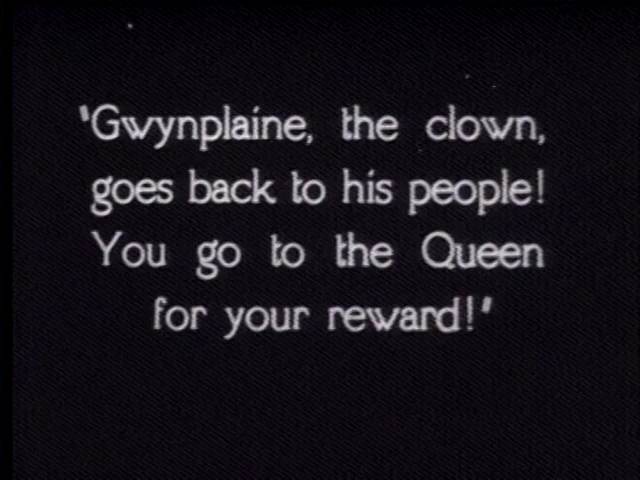 'Gwynplaine, the clown,
goes back to his people!
You go to the Queen
for your reward!'